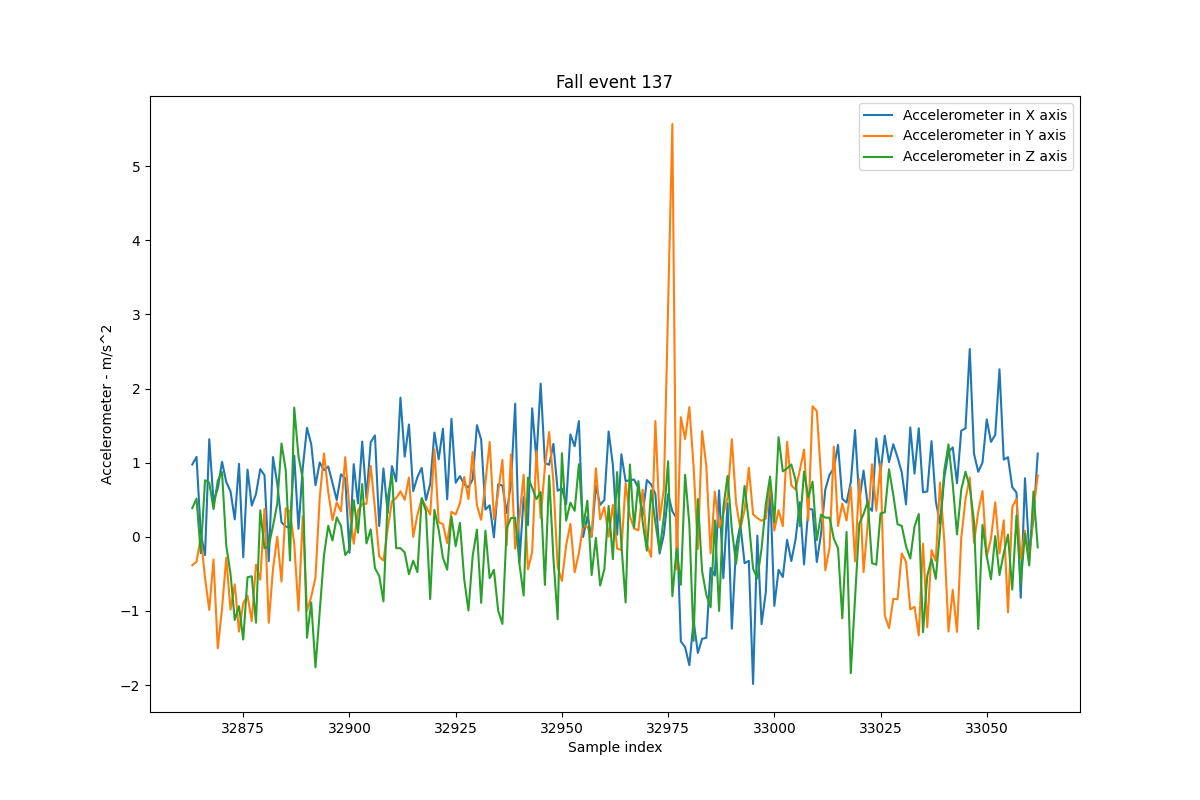 Fall event 137
Accelerometer in X axis
Accelerometer in Y axis
Accelerometer in Z axis
Accelerometer - m/s^2
5
4
3
2
1
0
−1
−2
32875 32900 32925 32950 32975 33000 33025 33050
Sample index